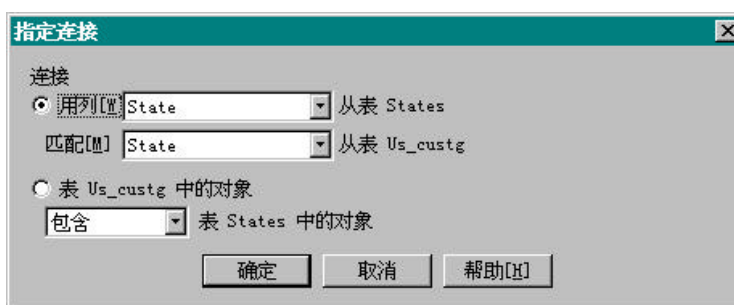 指定连接
连接
用列[W] State 从表 States
匹配[M] State 从表 Us_custg
表 Us_custg 中的对象
包含 表 States 中的对象
确定 取消 帮助[H]